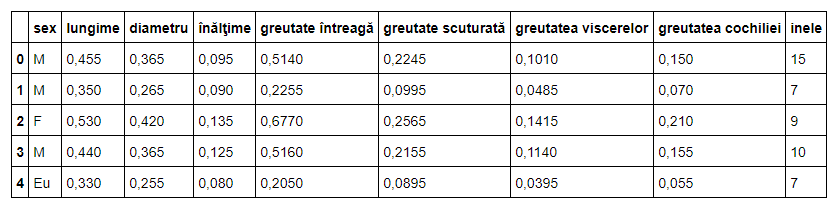 sex lungime diametru înălţime greutate întreagă greutate scuturată greutatea viscerelor greutatea cochiliei inele
0 M 0,455 0,365 0,095 0,5140 0,2245 0,1010 0,150 15
1 M 0,350 0,265 0,090 0,2255 0,0995 0,0485 0,070 7
2 F 0,530 0,420 0,135 0,6770 0,2565 0,1415 0,210 9
3 M 0,440 0,365 0,125 0,5160 0,2155 0,1140 0,155 10
4 Eu 0,330 0,255 0,080 0,2050 0,0895 0,0395 0,055 7